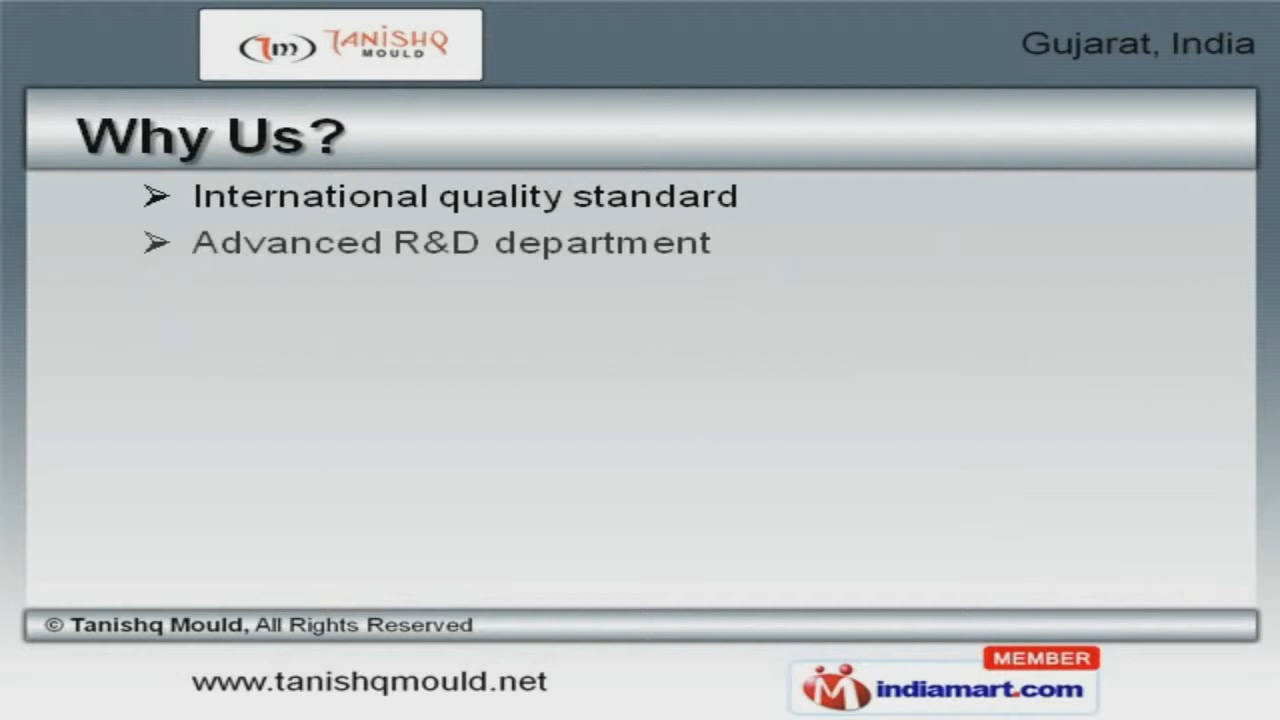 Tm TANISHQ
MOULD
Gujarat, India
Why Us?
➢ International quality standard
➢ Advanced R&D department
© Tanishq Mould, All Rights Reserved
www.tanishqmould.net
MEMBER
M indiamart.com